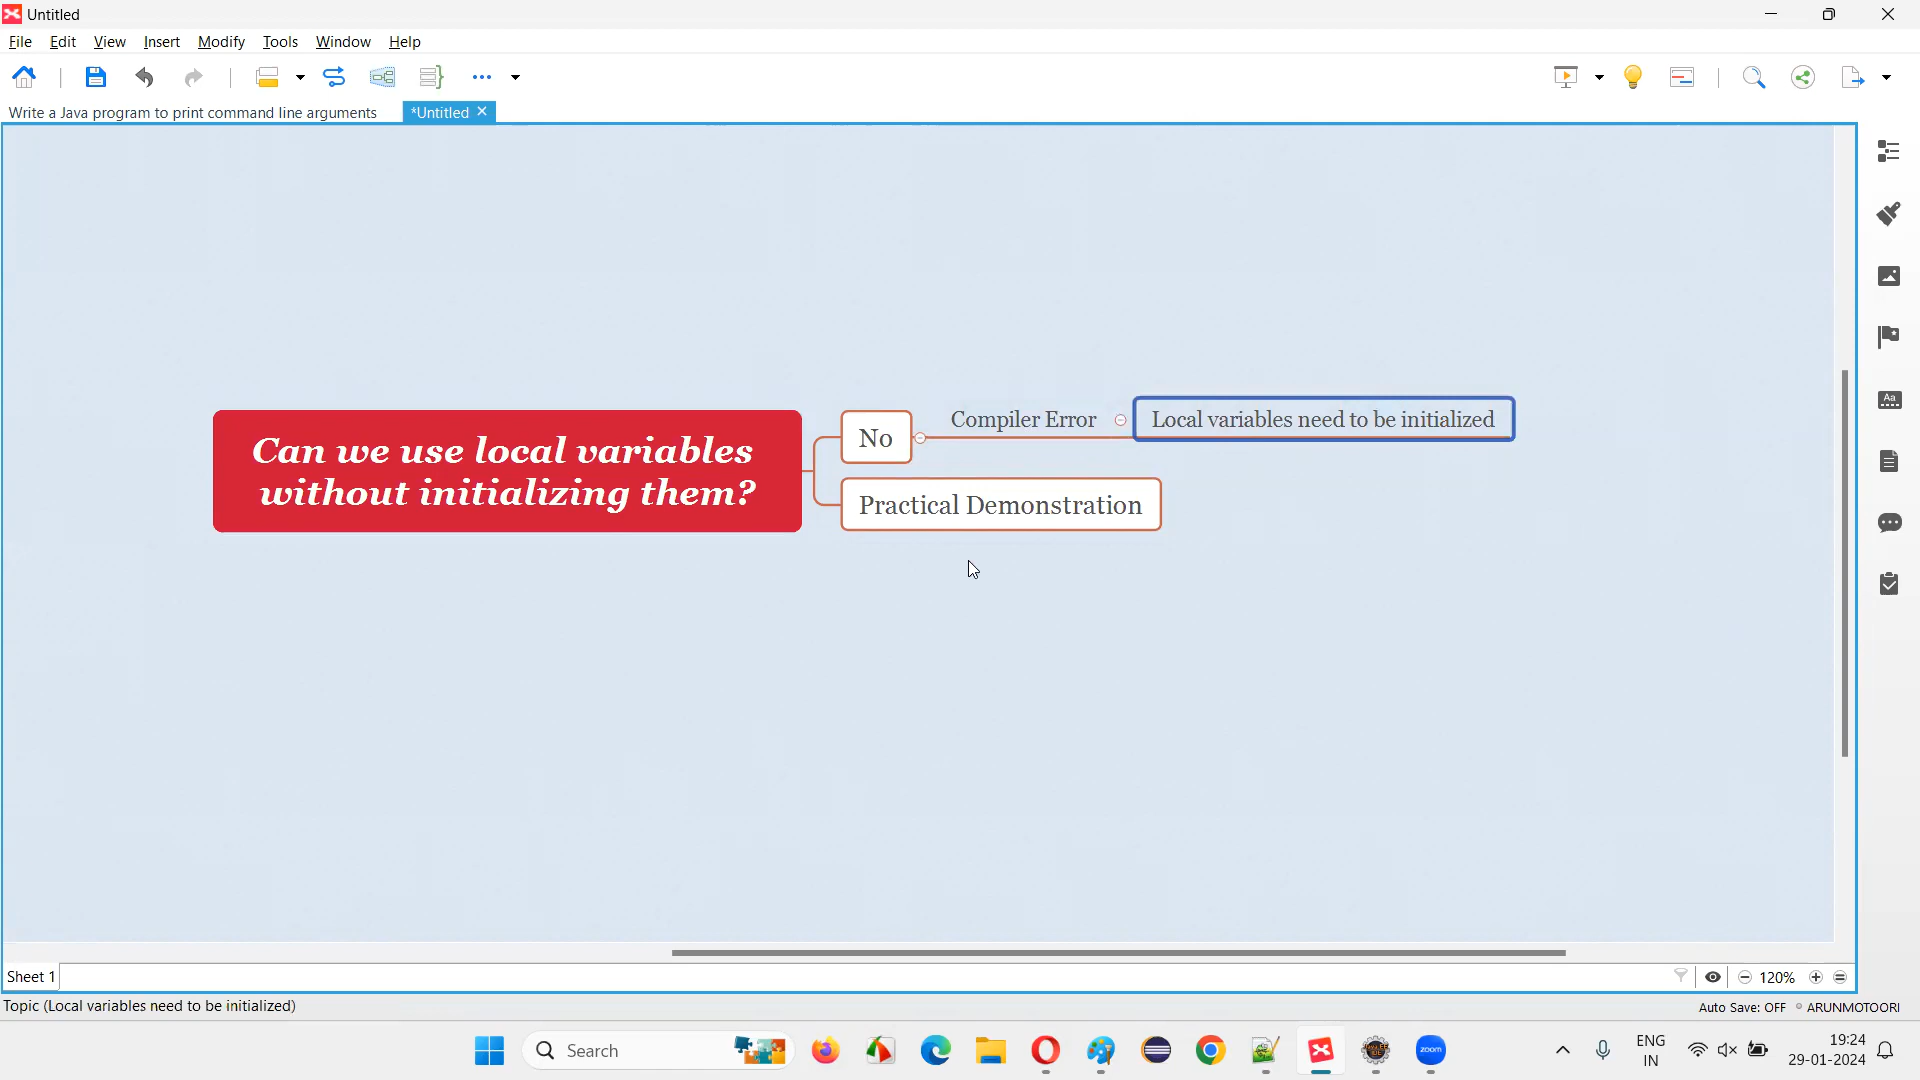 Untitled
File Edit View Insert Modify Tools Window Help
Write a Java program to print command line arguments *Untitled
Can we use local variables
without initializing them?
No
Compiler Error
Local variables need to be initialized
Practical Demonstration
Sheet 1
120%
Topic (Local variables need to be initialized)
Auto Save: OFF ARUNMOTOORI
Search
zoom
ENG
IN
19:24
29-01-2024